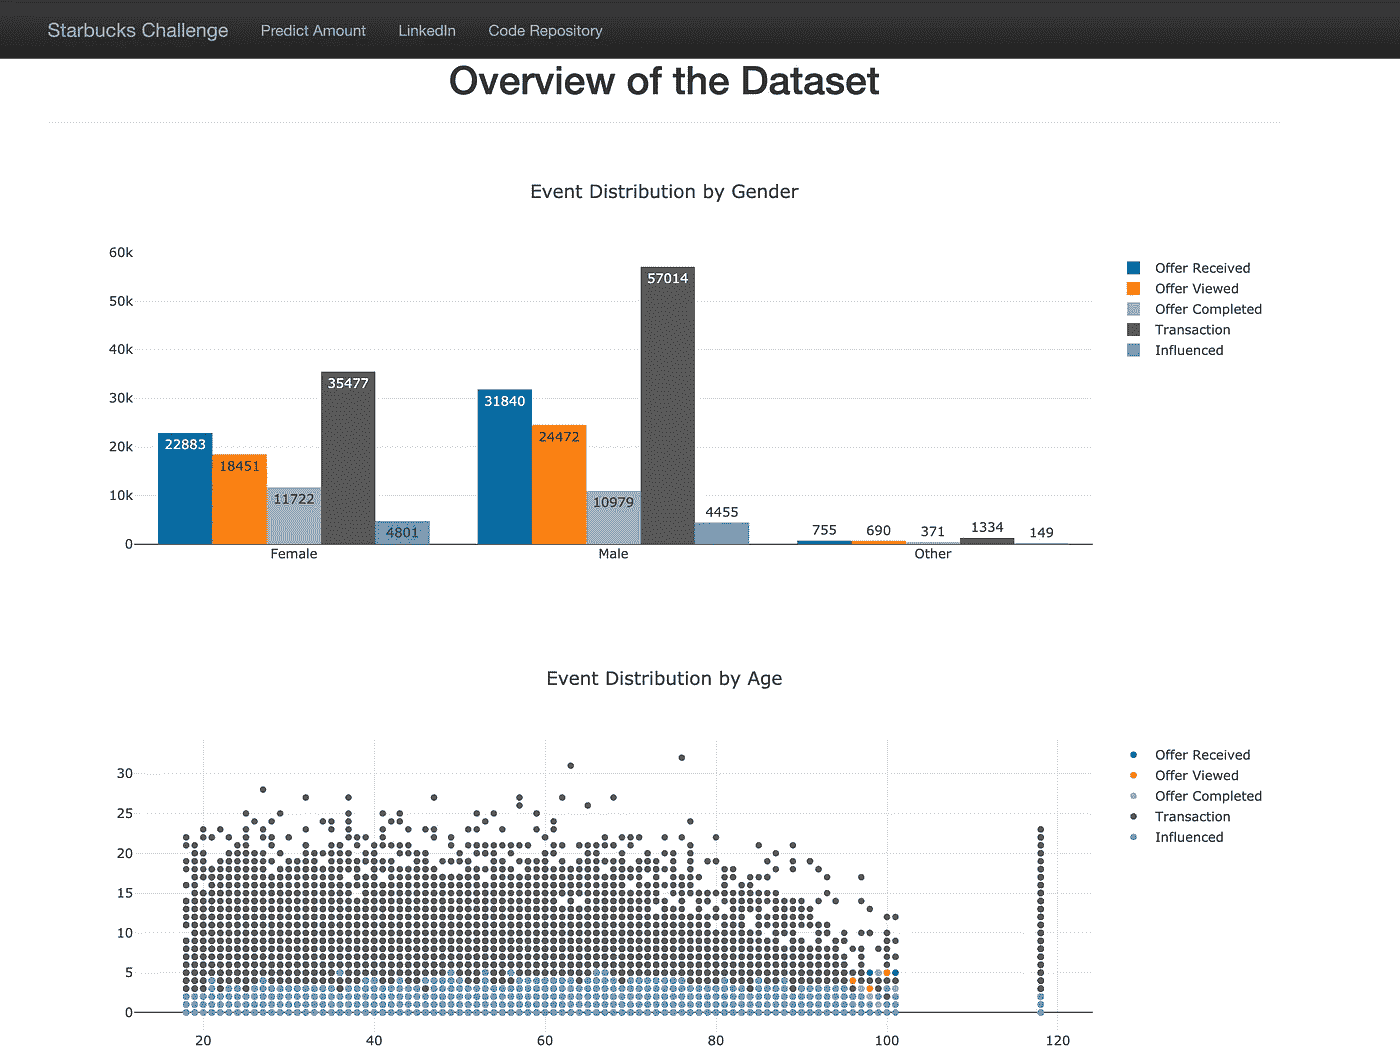 Starbucks Challenge Predict Amount LinkedIn Code Repository
Overview of the Dataset
Event Distribution by Gender
60k
50k
40k
30k
20k
10k
0
22883
18451
11722
35477
4801
31840
24472
10979
57014
4455
755
690
371
1334
149
Female
Male
Other
Offer Received
Offer Viewed
Offer Completed
Transaction
Influenced
Event Distribution by Age
30
25
20
15
10
5
0
20
40
60
80
100
120
Offer Received
Offer Viewed
Offer Completed
Transaction
Influenced